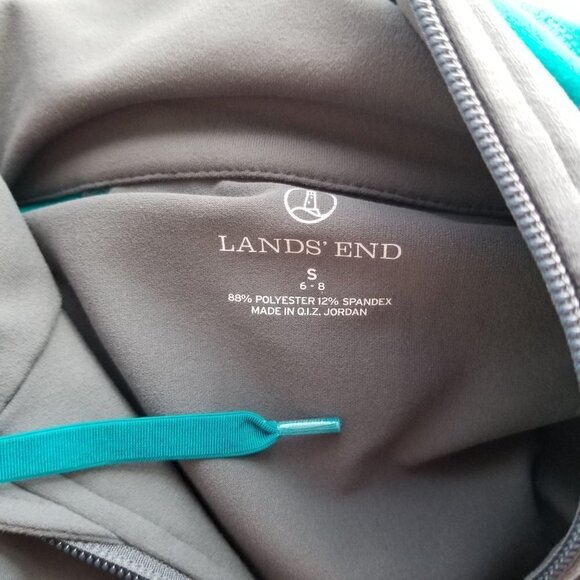 LANDS' END
S
6 - 8
88% POLYESTER 12% SPANDEX
MADE IN Q.I.Z. JORDAN